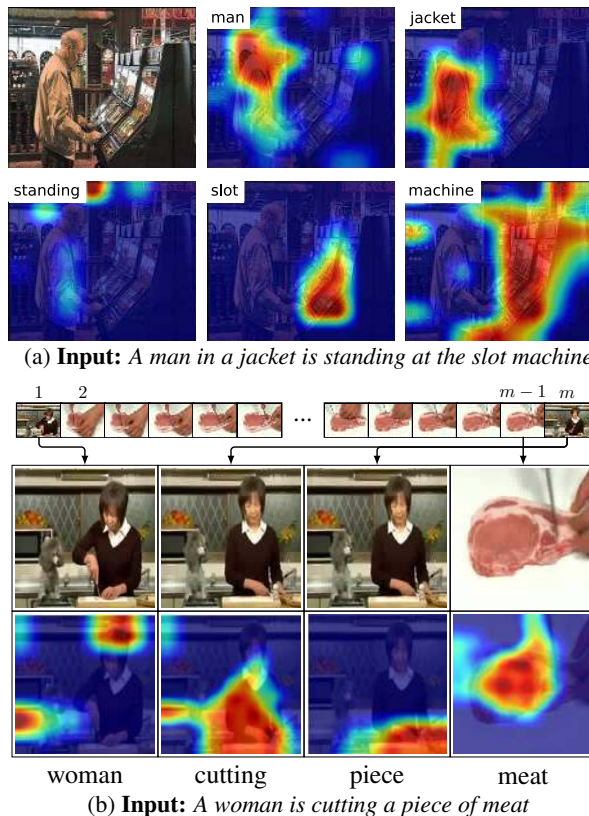 man
jacket
standing
slot
machine
(a) Input: A man in a jacket is standing at the slot machine
1 2 m − 1 m
...
woman cutting piece meat
(b) Input: A woman is cutting a piece of meat